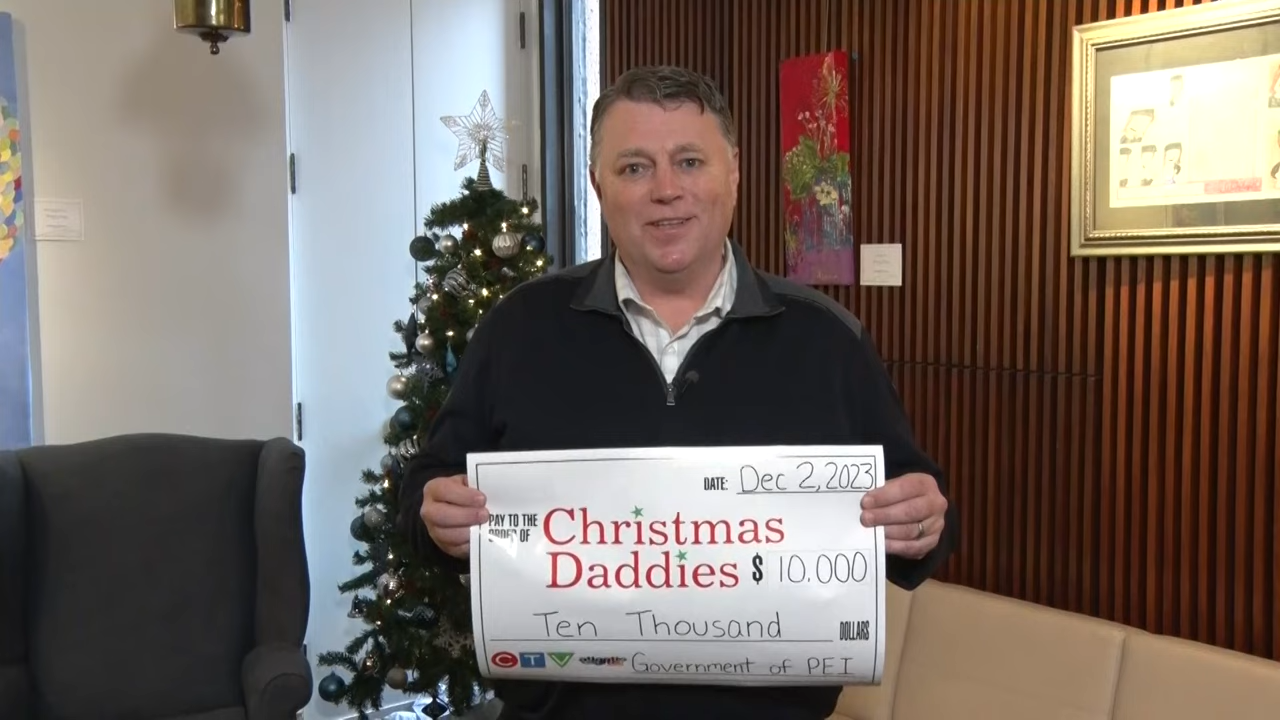 DATE: Dec 2, 2023
PAY TO THE
ORDER OF
Christmas
Daddies $ 10.000
Ten Thousand DOLLARS
CTV atlantic Government of PEI